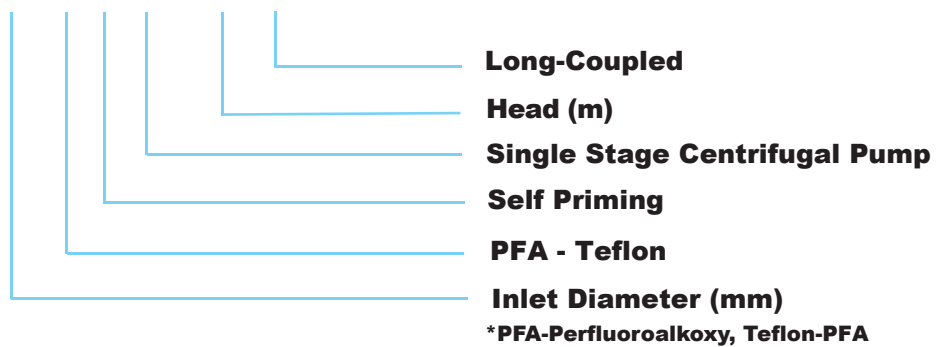 Long-Coupled
Head (m)
Single Stage Centrifugal Pump
Self Priming
PFA - Teflon
Inlet Diameter (mm)
*PFA-Perfluoroalkoxy, Teflon-PFA